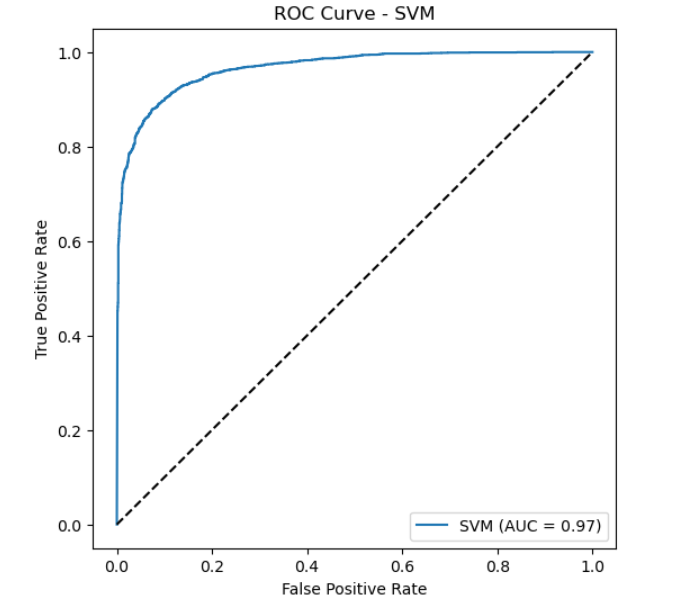 ROC Curve - SVM
True Positive Rate
1.0
0.8
0.6
0.4
0.2
0.0
SVM (AUC = 0.97)
0.0 0.2 0.4 0.6 0.8 1.0
False Positive Rate